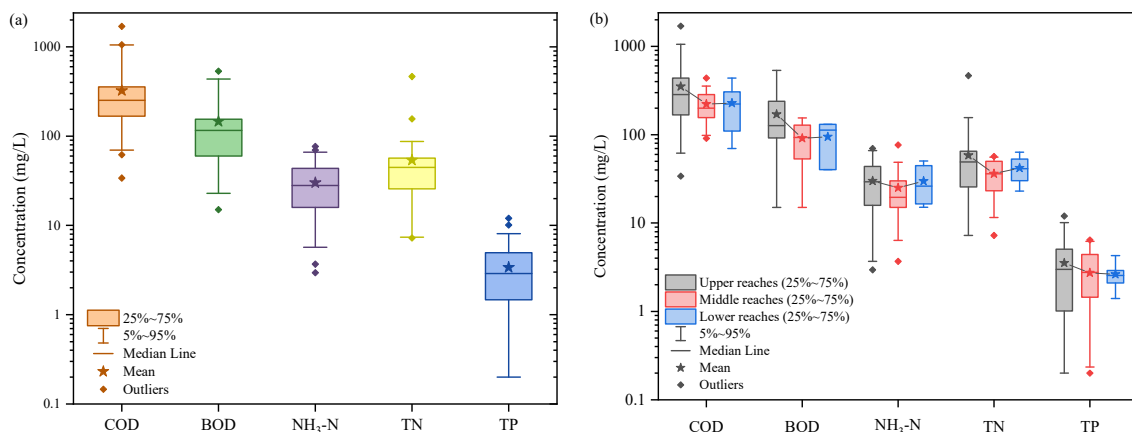 (a)
Concentration (mg/L)
1000
100
10
1
0.1
25%~75%
5%~95%
Median Line
Mean
Outliers
COD
BOD
NH₃-N
TN
TP
(b)
Concentration (mg/L)
1000
100
10
1
0.1
Upper reaches (25%~75%)
Middle reaches (25%~75%)
Lower reaches (25%~75%)
5%~95%
Median Line
Mean
Outliers
COD
BOD
NH₃-N
TN
TP